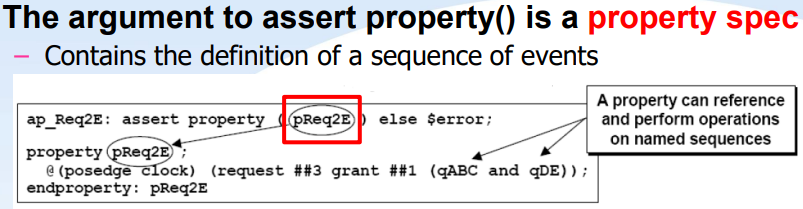 The argument to assert property() is a property spec
– Contains the definition of a sequence of events
ap_Req2E: assert property (pReq2E) else $error;
property pReq2E ;
@(posedge clock) (request ##3 grant ##1 (qABC and qDE));
endproperty: pReq2E
A property can reference
and perform operations
on named sequences